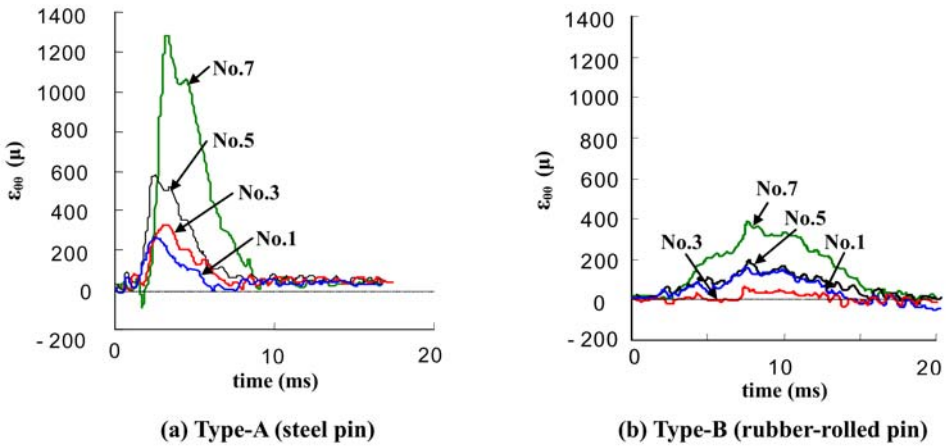 1400
1200
1000
800
600
400
200
0
- 200
ε_θθ (μ)
No.7
No.5
No.3
No.1
0 10 20
time (ms)
(a) Type-A (steel pin)
1400
1200
1000
800
600
400
200
0
- 200
ε_θθ (μ)
No.7
No.5
No.3
No.1
0 10 20
time (ms)
(b) Type-B (rubber-rolled pin)